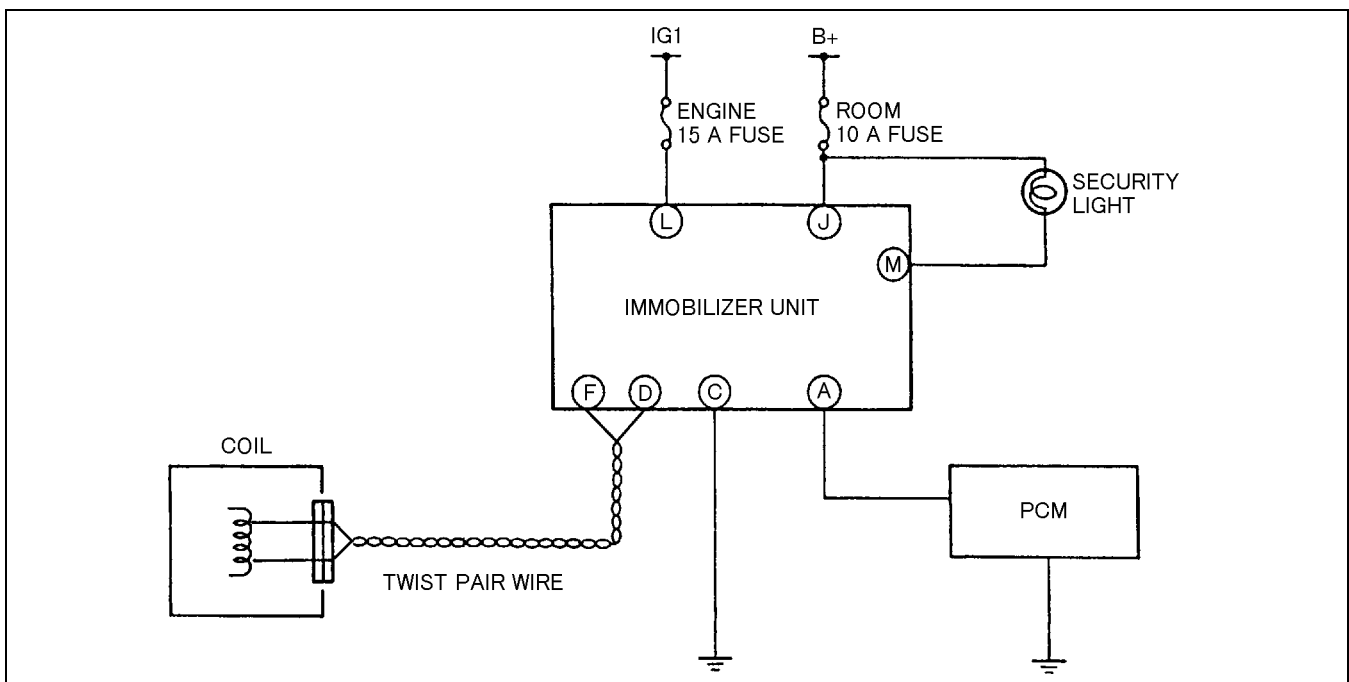 IG1
B+
ENGINE
15 A FUSE
ROOM
10 A FUSE
SECURITY
LIGHT
L
J
M
IMMOBILIZER UNIT
F
D
C
A
COIL
PCM
TWIST PAIR WIRE